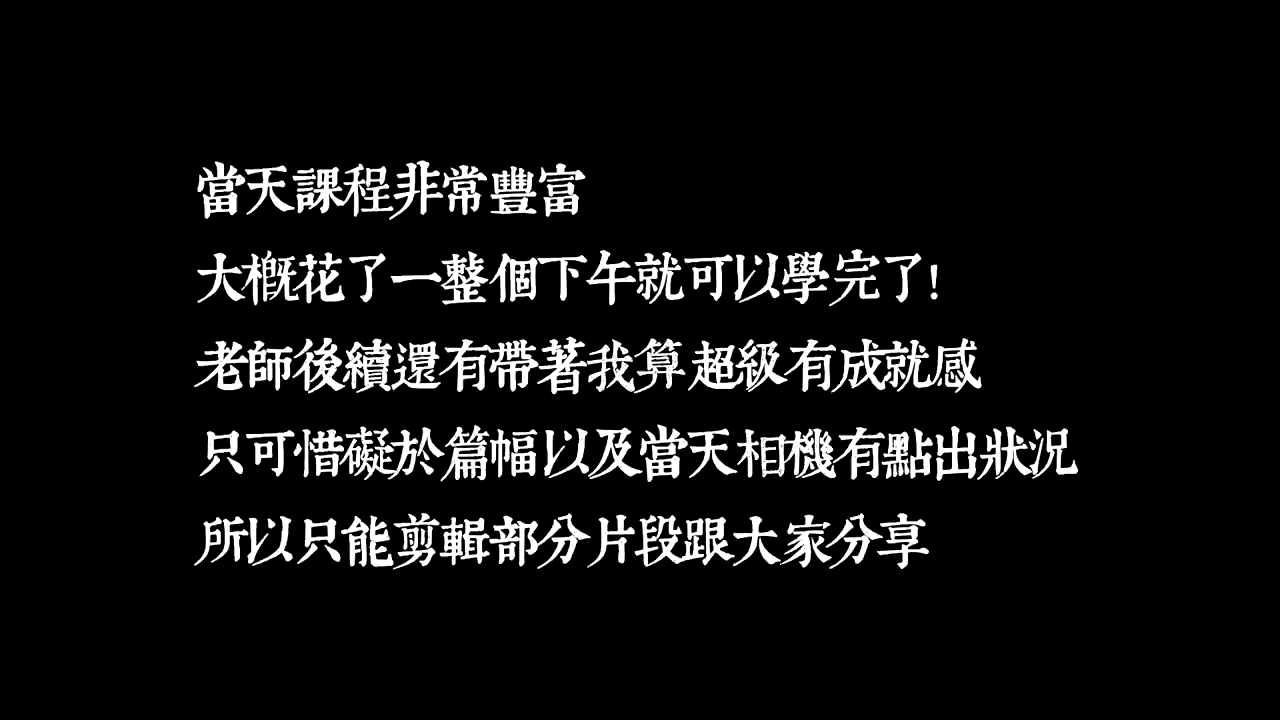 當天課程非常豐富
大概花了一整個下午就可以學完了!
老師後續還有帶著我算 超級有成就感
只可惜礙於篇幅以及當天相機有點出狀況
所以只能剪輯部分片段跟大家分享